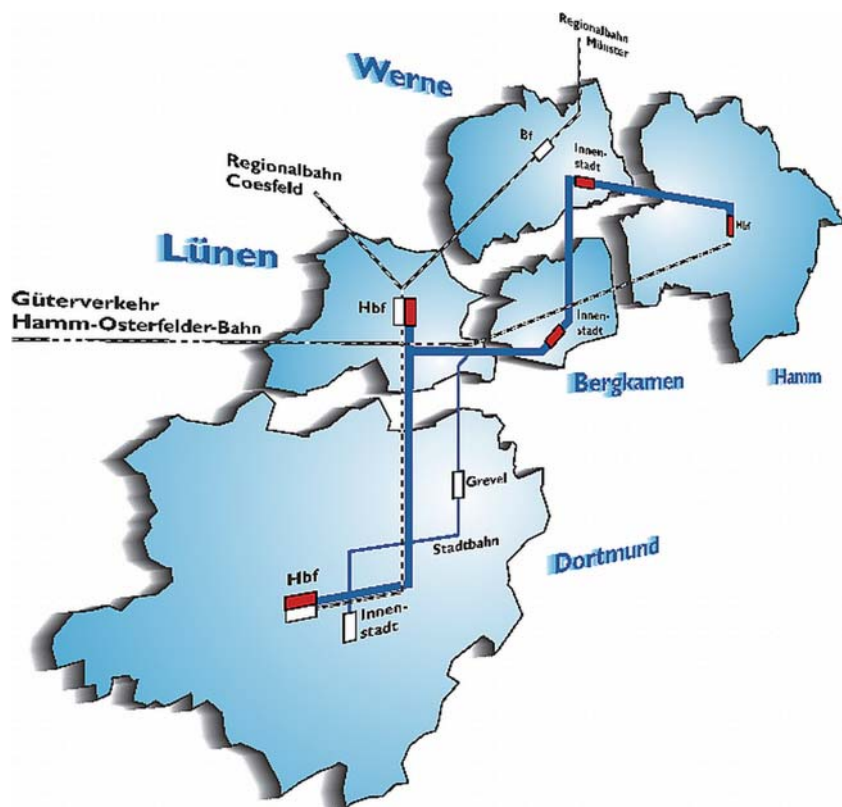 Regionalbahn
Münster
Werne
Bf
Innen-
stadt
Regionalbahn
Coesfeld
Hbf
Lünen
Güterverkehr
Hamm-Osterfelder-Bahn
Hbf
Innen-
stadt
Bergkamen
Hamm
Grevel
Stadtbahn
Dortmund
Hbf
Innen-
stadt